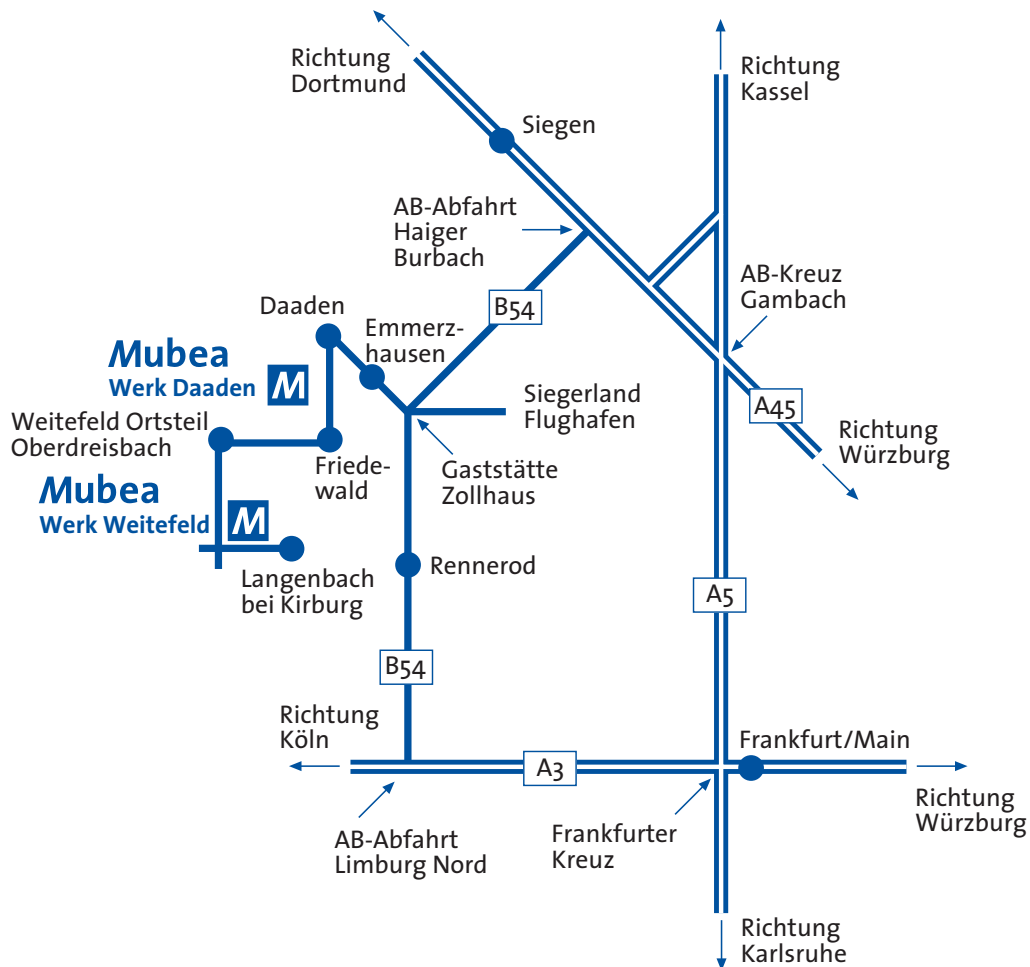 Richtung
Dortmund
Richtung
Kassel
Siegen
AB-Abfahrt
Haiger
Burbach
AB-Kreuz
Gambach
B54
Daaden
Emmerz-
hausen
Mubea
Werk Daaden
M
Siegerland
Flughafen
A45
Weitefeld Ortsteil
Oberdreisbach
Richtung
Würzburg
Friede-
wald
Gaststätte
Zollhaus
Mubea
Werk Weitefeld
M
Rennerod
Langenbach
bei Kirburg
A5
B54
Richtung
Köln
Frankfurt/Main
A3
Richtung
Würzburg
AB-Abfahrt
Limburg Nord
Frankfurter
Kreuz
Richtung
Karlsruhe